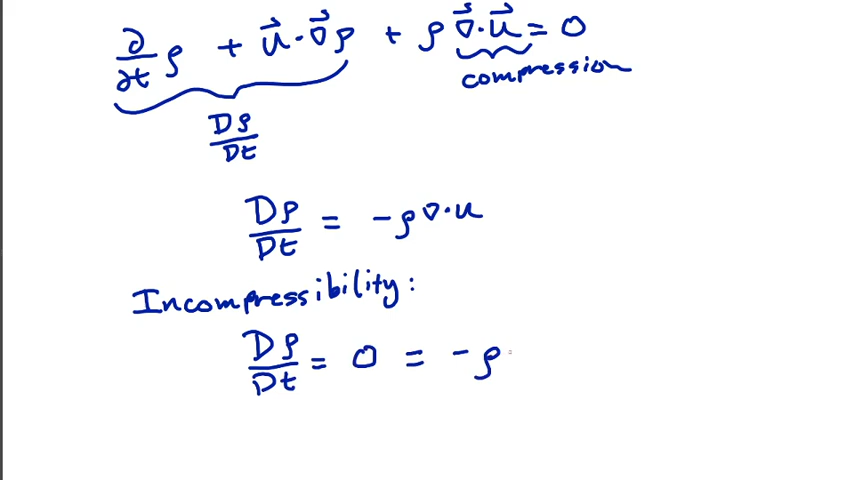 ∂/∂t ρ + u⃗ · ∇⃗ρ + ρ ∇⃗ · u⃗ = 0
compression
Dρ/Dt
Dρ/Dt = -ρ∇·u
Incompressibility:
Dρ/Dt = 0 = -ρ